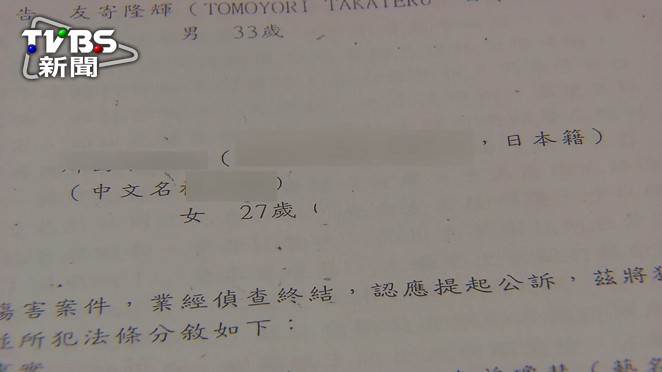 告 友寄隆輝（TOMOYORI TAKATERU
TVBS
新聞
男 33歲
（ ，日本籍）
（中文名 ）
女 27歲（
傷害案件，業經偵查終結，認應提起公訴，茲將
並所犯法條分敘如下：